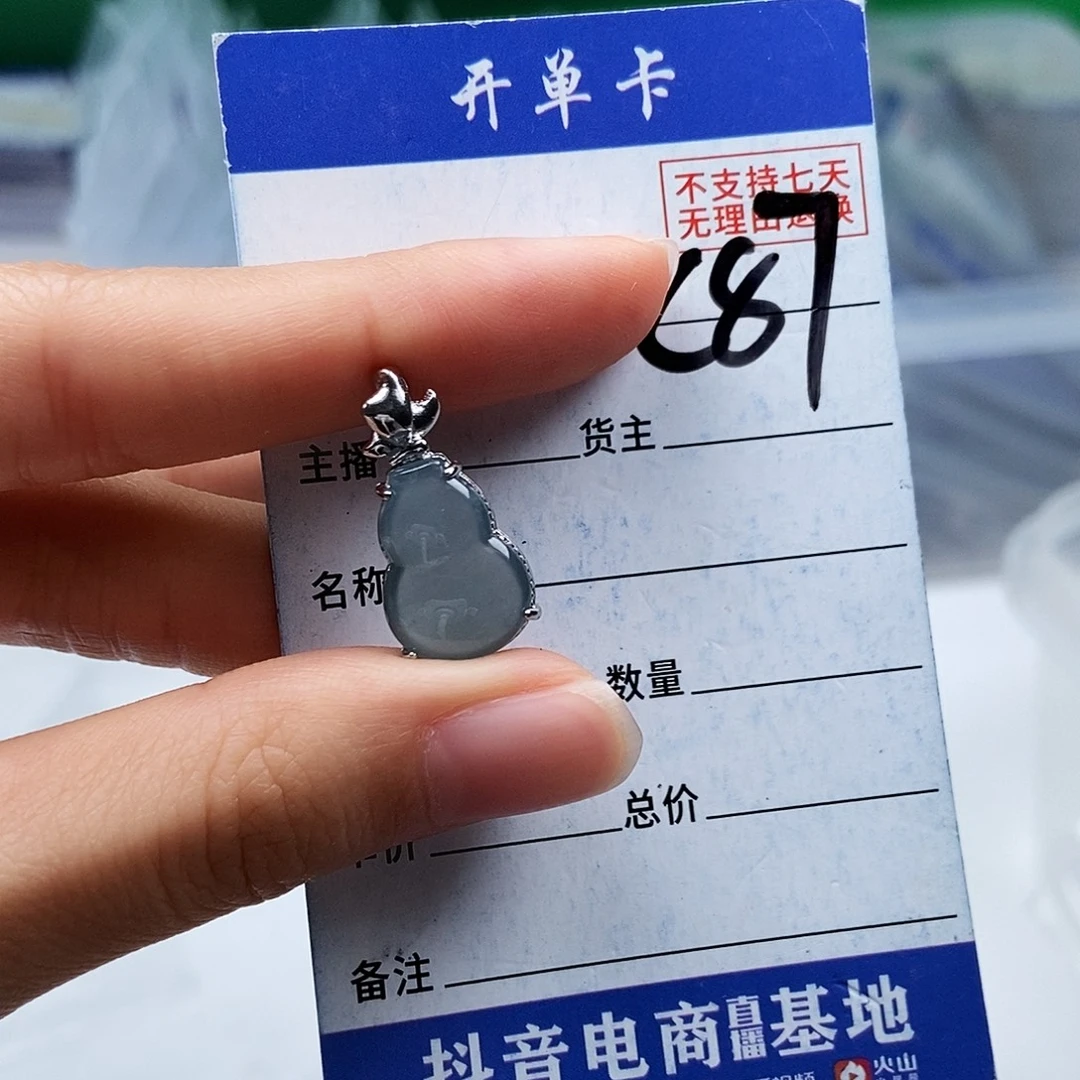 开单卡
不支持七天
无理由退换
87
主播
货主
名称
数量
总价
备注
抖音电商直播基地
火山